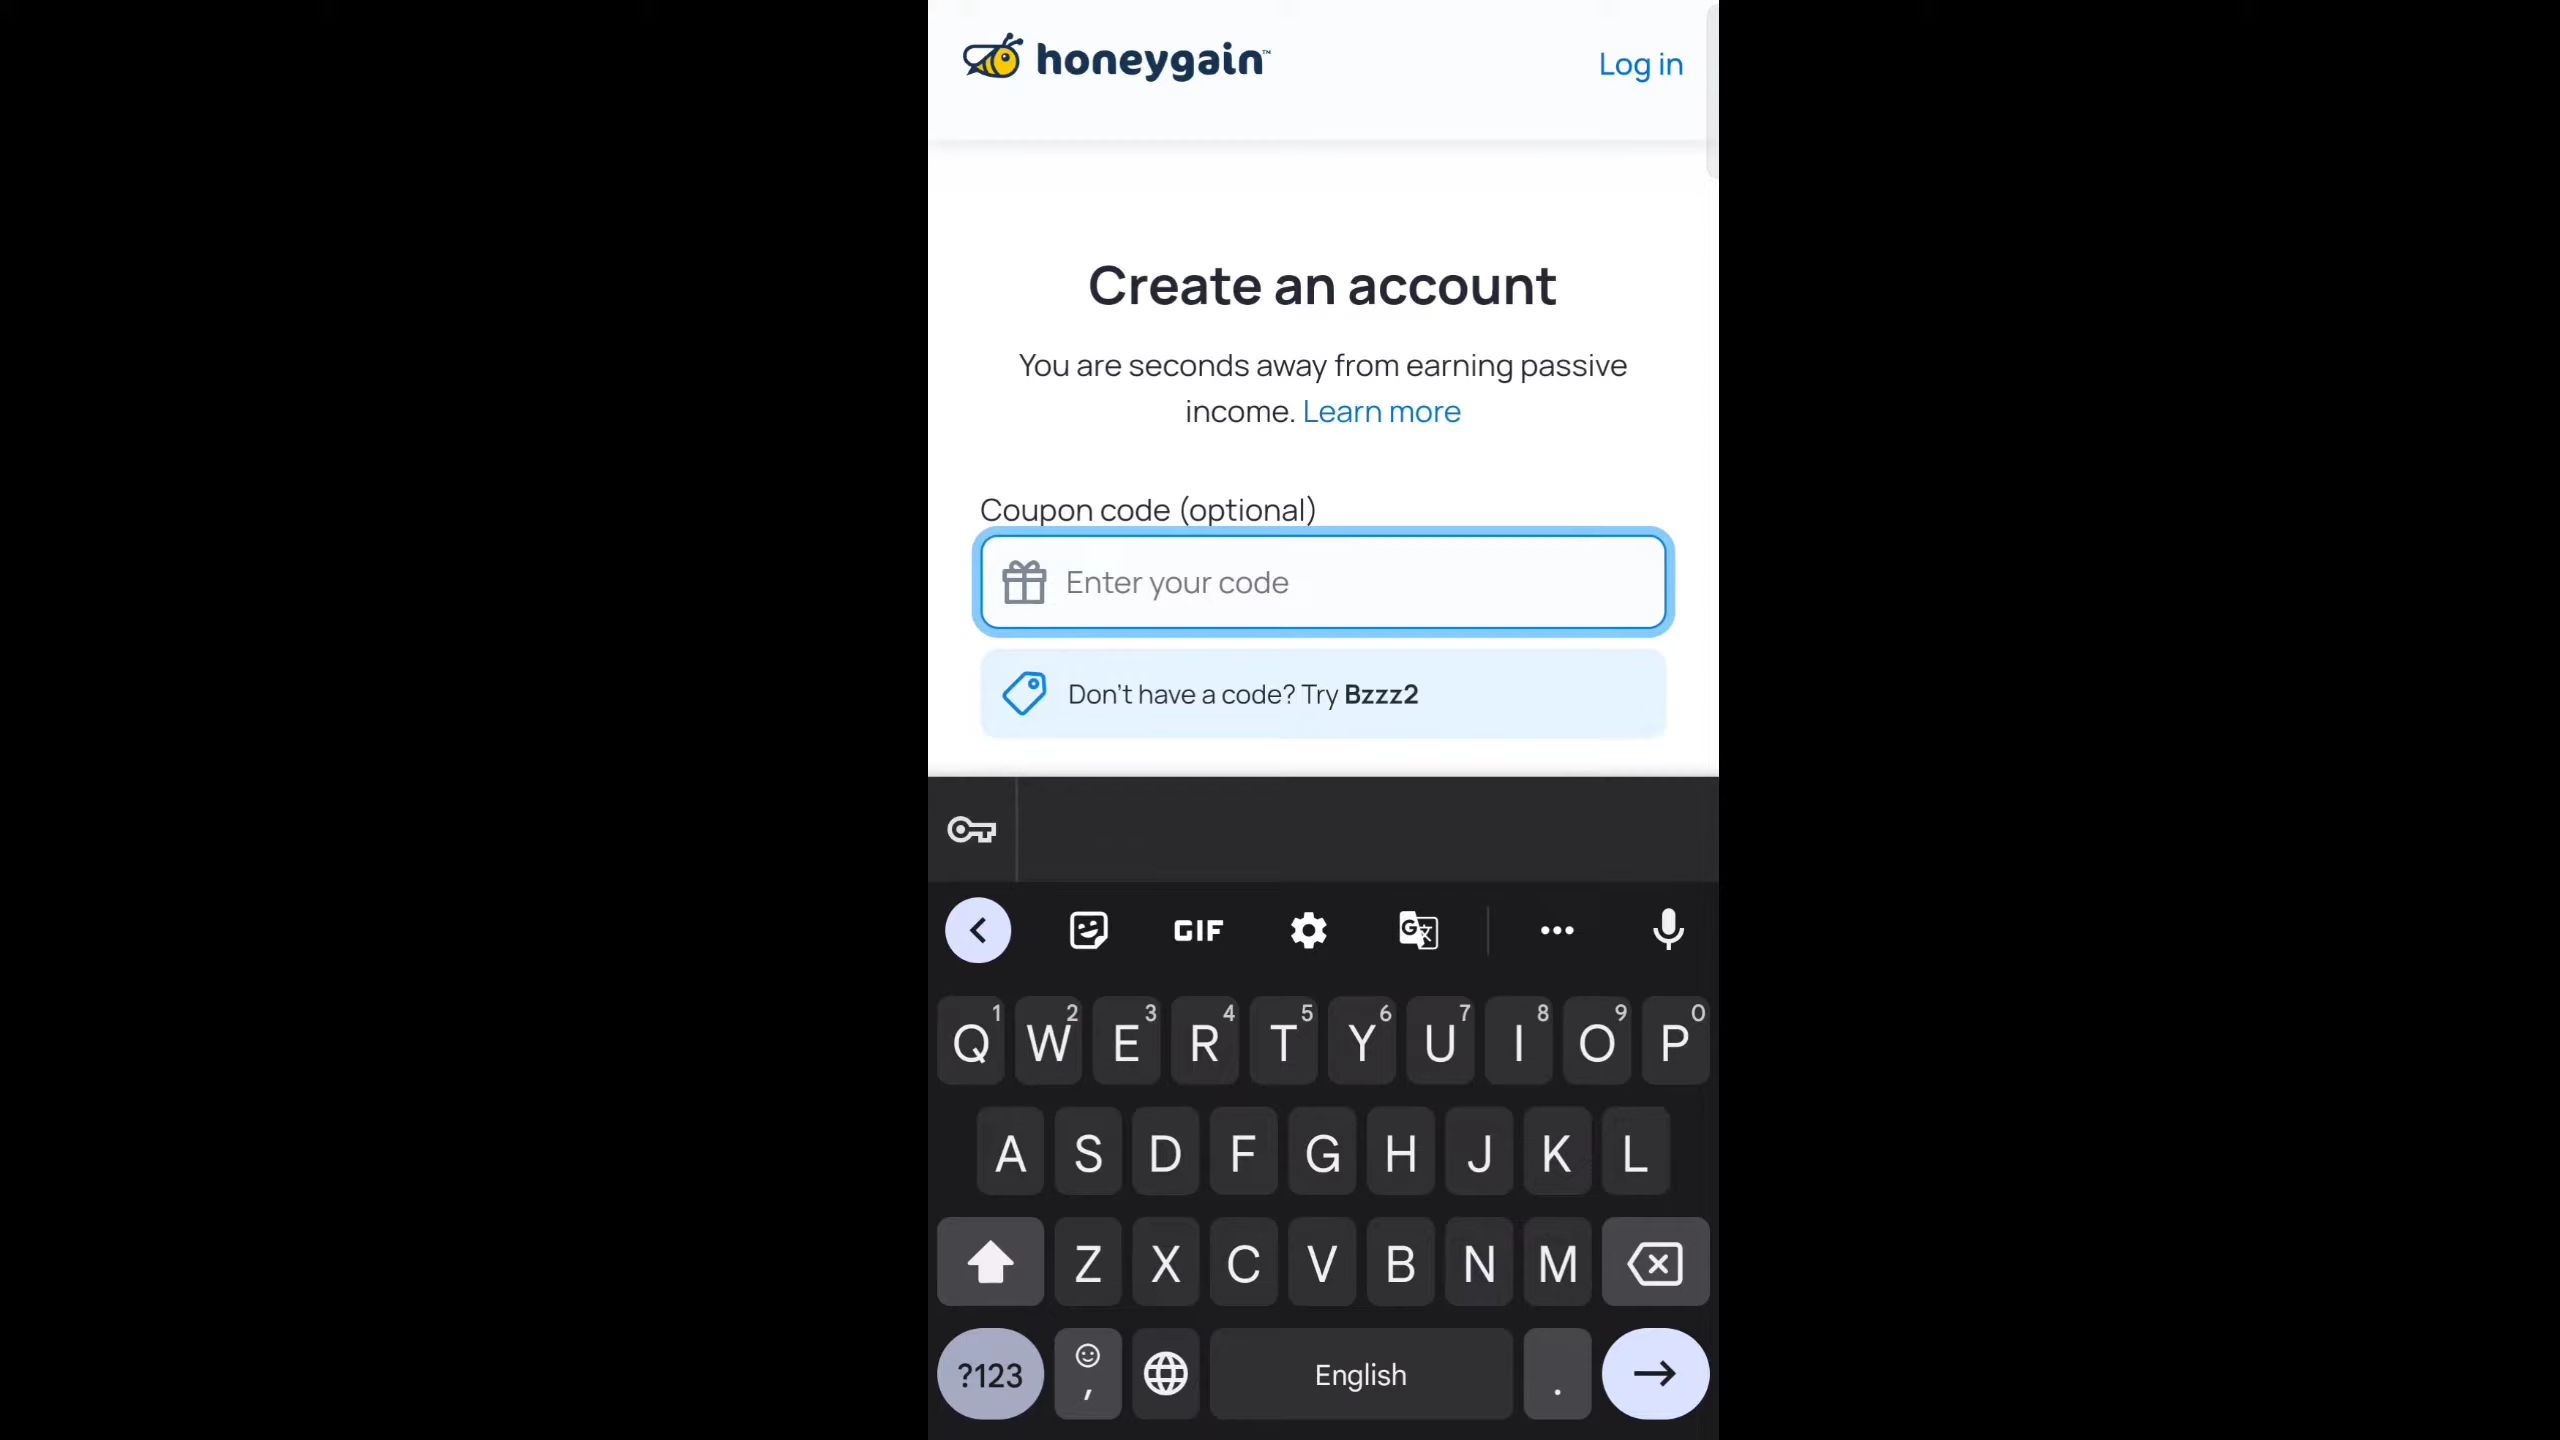 honeygain™
Log in
Create an account
You are seconds away from earning passive
income. Learn more
Coupon code (optional)
Enter your code
Don't have a code? Try Bzzz2
GIF
G 文
1 2 3 4 5 6 7 8 9 0
Q W E R T Y U I O P
A S D F G H J K L
Z X C V B N M
?123 , English .